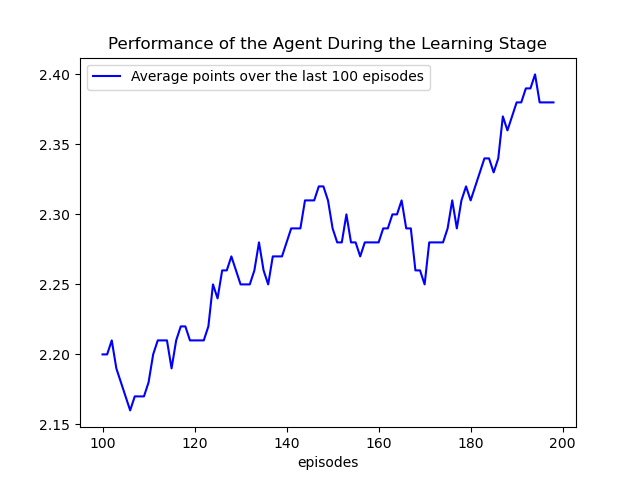 Performance of the Agent During the Learning Stage
Average points over the last 100 episodes
2.40
2.35
2.30
2.25
2.20
2.15
100 120 140 160 180 200
episodes